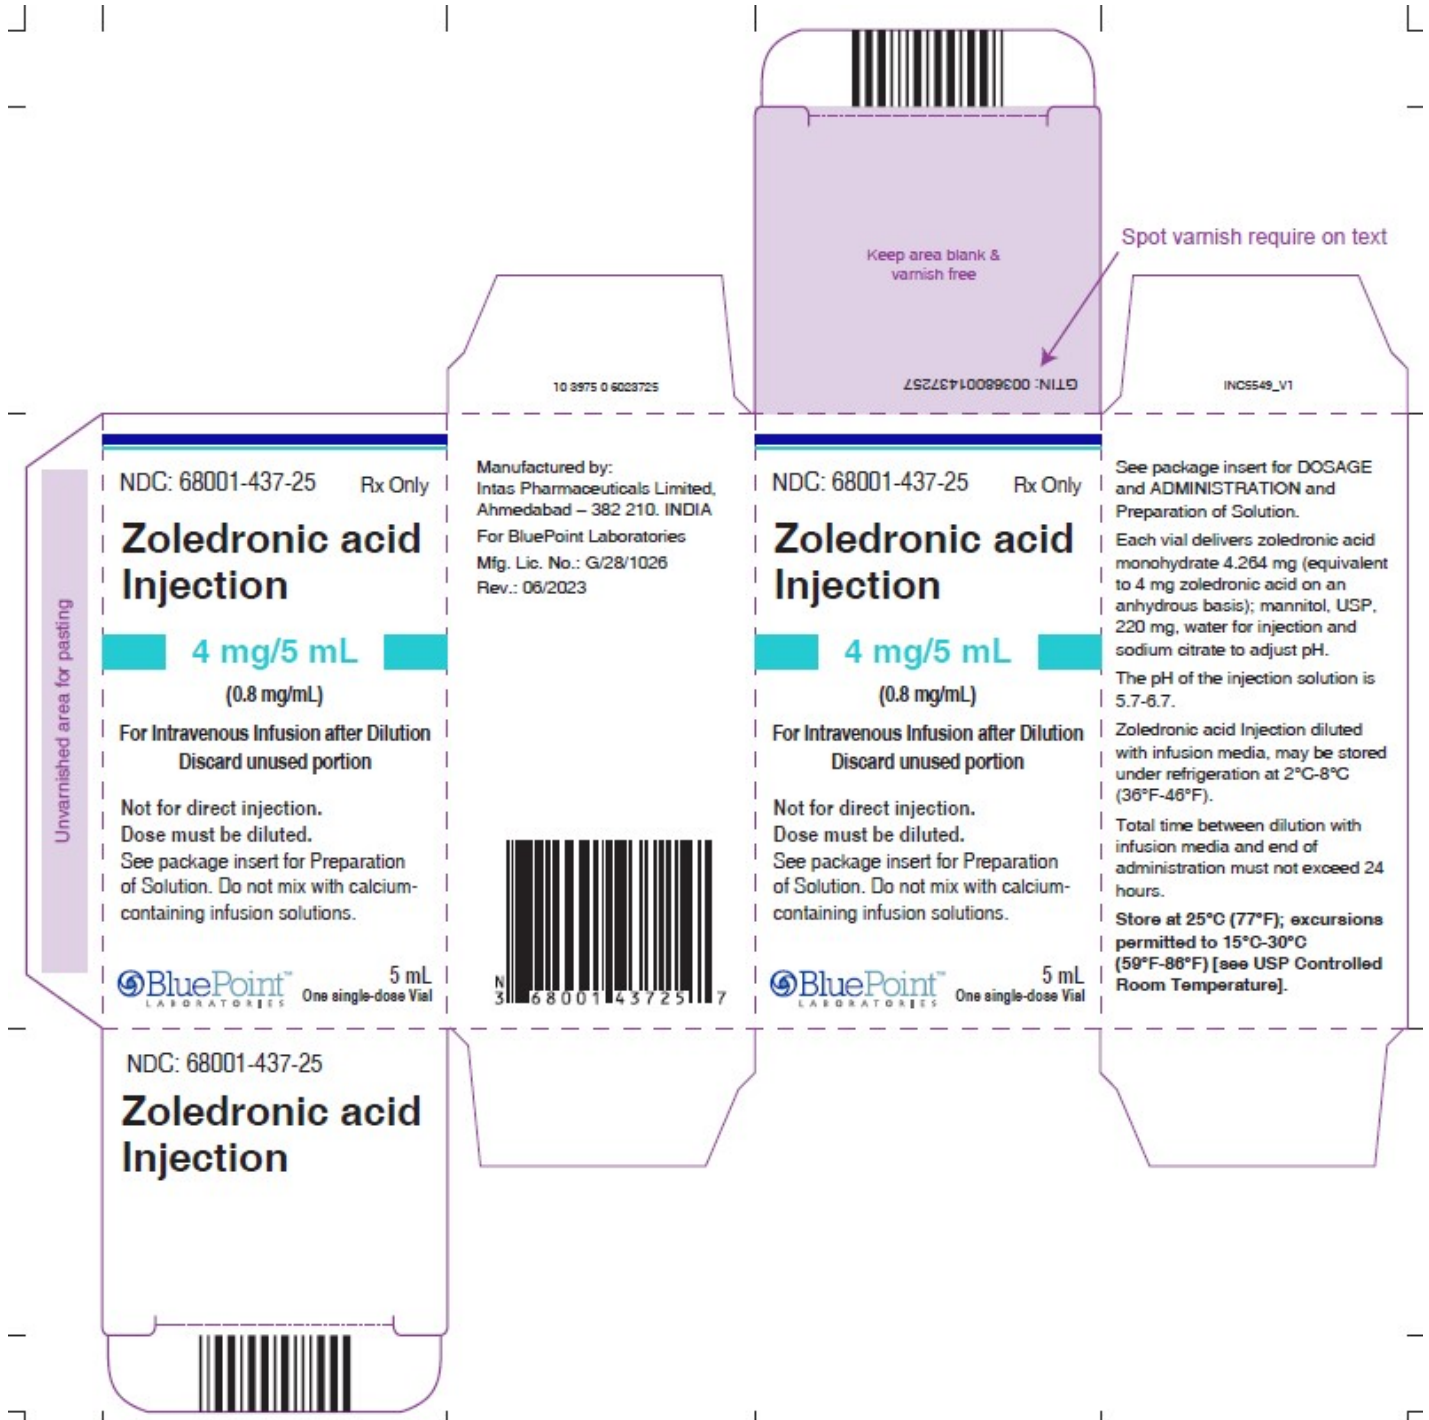 Keep area blank &
varnish free
Spot varnish require on text
GTIN: 00368001437257
10 3975 0 6023725
INC5549_V1
Unvarnished area for pasting
NDC: 68001-437-25 Rx Only
Zoledronic acid
Injection
4 mg/5 mL
(0.8 mg/mL)
For Intravenous Infusion after Dilution
Discard unused portion
Not for direct injection.
Dose must be diluted.
See package insert for Preparation
of Solution. Do not mix with calcium-
containing infusion solutions.
BluePoint™
LABORATORIES
5 mL
One single-dose Vial
Manufactured by:
Intas Pharmaceuticals Limited,
Ahmedabad – 382 210. INDIA
For BluePoint Laboratories
Mfg. Lic. No.: G/28/1026
Rev.: 06/2023
N
3 68001 43725 7
NDC: 68001-437-25 Rx Only
Zoledronic acid
Injection
4 mg/5 mL
(0.8 mg/mL)
For Intravenous Infusion after Dilution
Discard unused portion
Not for direct injection.
Dose must be diluted.
See package insert for Preparation
of Solution. Do not mix with calcium-
containing infusion solutions.
BluePoint™
LABORATORIES
5 mL
One single-dose Vial
See package insert for DOSAGE
and ADMINISTRATION and
Preparation of Solution.
Each vial delivers zoledronic acid
monohydrate 4.264 mg (equivalent
to 4 mg zoledronic acid on an
anhydrous basis); mannitol, USP,
220 mg, water for injection and
sodium citrate to adjust pH.
The pH of the injection solution is
5.7-6.7.
Zoledronic acid Injection diluted
with infusion media, may be stored
under refrigeration at 2°C-8°C
(36°F-46°F).
Total time between dilution with
infusion media and end of
administration must not exceed 24
hours.
Store at 25°C (77°F); excursions
permitted to 15°C-30°C
(59°F-86°F) [see USP Controlled
Room Temperature].
NDC: 68001-437-25
Zoledronic acid
Injection